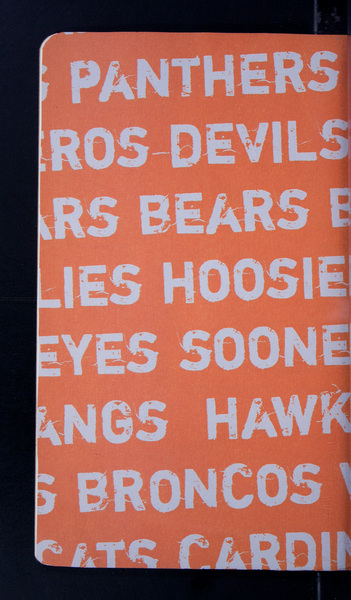 S PANTHERS
EROS DEVILS
ARS BEARS B
LIES HOOSIE
EYES SOONE
ANGS HAWK
S BRONCOS
CATS CARDIN